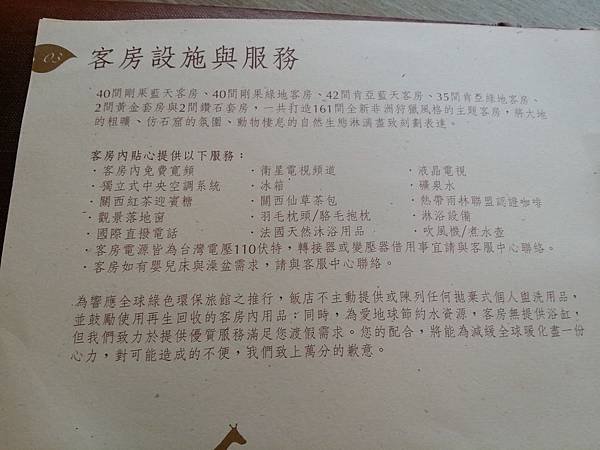 03
客房設施與服務
40間剛果藍天客房、40間剛果綠地客房、42間肯亞藍天客房、35間肯亞綠地客房、
2間黃金套房與2間鑽石套房，一共打造161間全新非洲狩獵風格的主題客房，將大地
的粗曠、仿石窟的氛圍、動物棲息的自然生態淋漓盡致刻劃表達。
客房內貼心提供以下服務：
·客房內免費寬頻 ·衛星電視頻道 ·液晶電視
·獨立式中央空調系統 ·冰箱 ·礦泉水
·關西紅茶迎賓糖 ·關西仙草茶包 ·熱帶雨林聯盟認證咖啡
·觀景落地窗 ·羽毛枕頭/駱毛抱枕 ·淋浴設備
·國際直撥電話 ·法國天然沐浴用品 ·吹風機/煮水壺
·客房電源皆為台灣電壓110伏特，轉接器或變壓器借用事宜請與客服中心聯絡。
·客房如有嬰兒床與澡盆需求，請與客服中心聯絡。
為響應全球綠色環保旅館之推行，飯店不主動提供或陳列任何拋棄式個人盥洗用品，
並鼓勵使用再生回收的客房內用品；同時，為愛地球節約水資源，客房無提供浴缸，
但我們致力於提供優質服務滿足您渡假需求。您的配合，將能為減緩全球暖化盡一份
心力，對可能造成的不便，我們致上萬分的歉意。